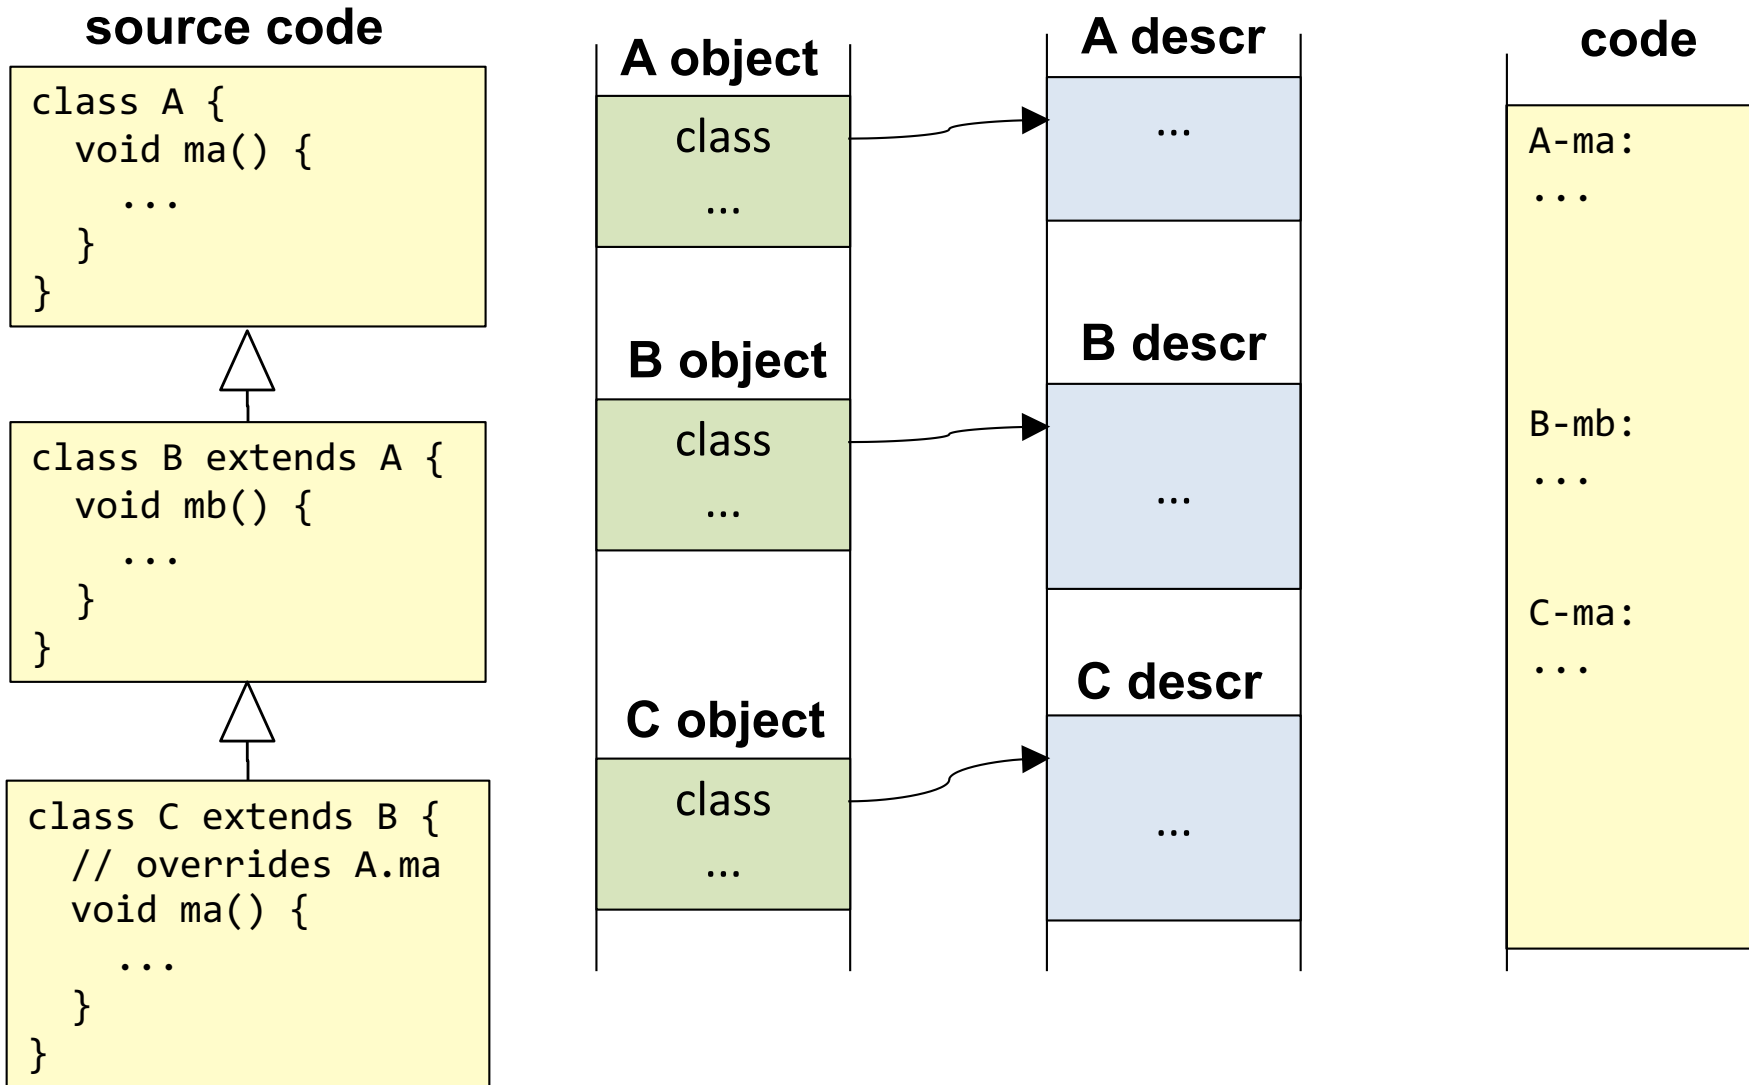 source code
class A {
  void ma() {
    ...
  }
}
class B extends A {
  void mb() {
    ...
  }
}
class C extends B {
  // overrides A.ma
  void ma() {
    ...
  }
}
A object
class
...
B object
class
...
C object
class
...
A descr
...
B descr
...
C descr
...
code
A-ma:
...
B-mb:
...
C-ma:
...